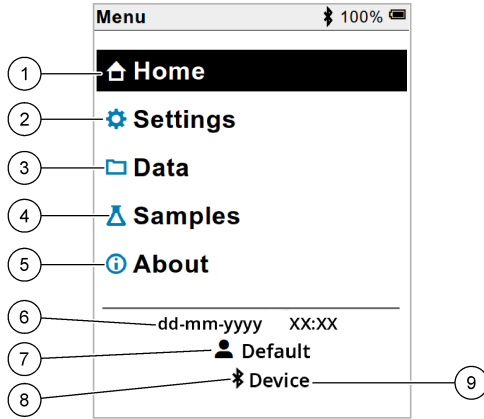 Menu 100%
1 Home
2 Settings
3 Data
4 Samples
5 About
6 dd-mm-yyyy XX:XX
7 Default
8 Device 9